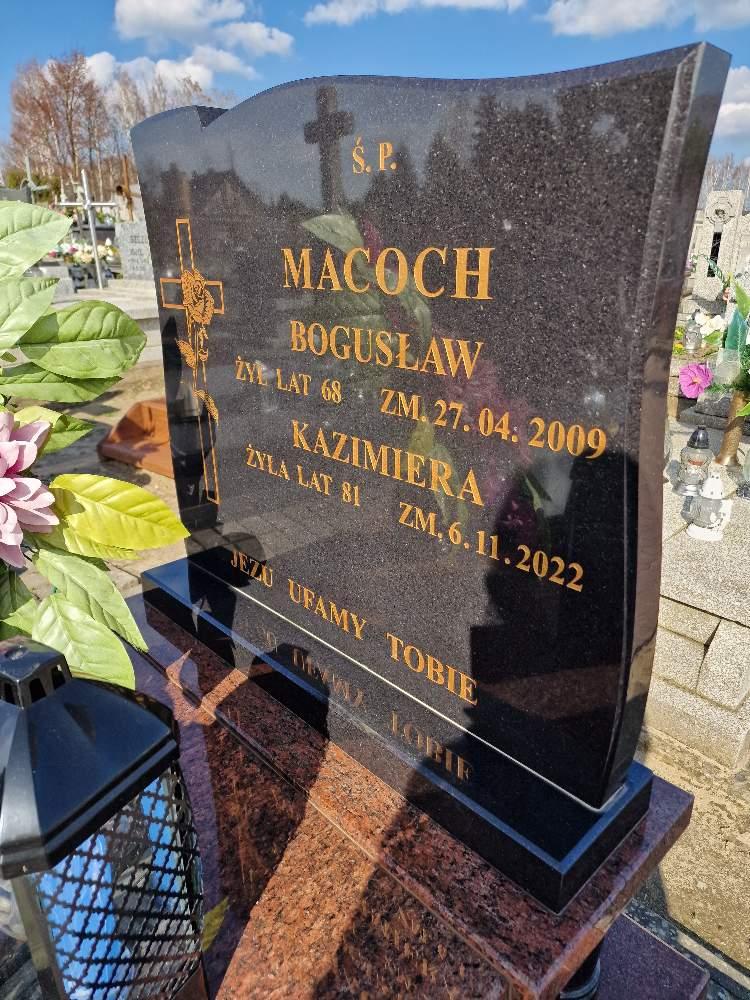 Ś. P.
MACOCH
BOGUSŁAW
ŻYŁ LAT 68 ZM. 27. 04. 2009
KAZIMIERA
ŻYŁA LAT 81 ZM. 6. 11. 2022
JEZU UFAMY TOBIE